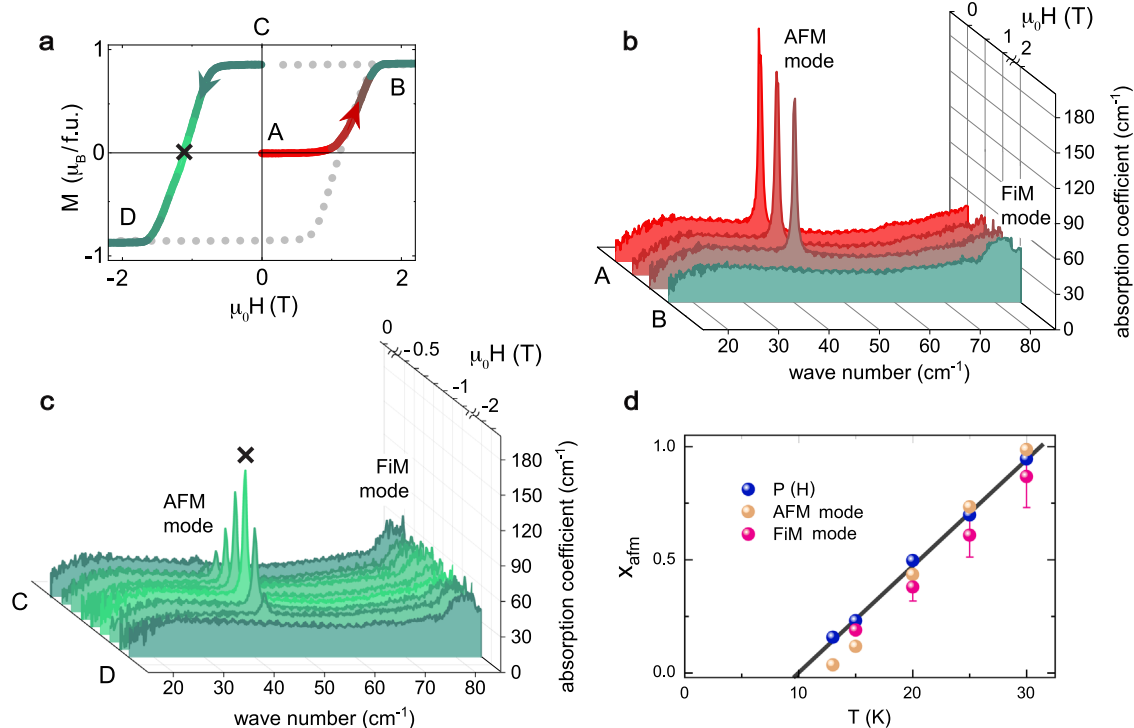 a
C
1
0
-1
M (μB/f.u.)
A
B
D
-2
0
2
μ0H (T)
b
AFM
mode
0
1
2
μ0H (T)
FiM
mode
180
150
120
90
60
30
0
absorption coefficient (cm-1)
A
B
20
30
40
50
60
70
80
wave number (cm-1)
c
0
-0.5
-1
-2
μ0H (T)
AFM
mode
FiM
mode
180
150
120
90
60
30
0
absorption coefficient (cm-1)
C
D
20
30
40
50
60
70
80
wave number (cm-1)
d
1.0
0.5
0.0
xafm
P (H)
AFM mode
FiM mode
0
10
20
30
T (K)